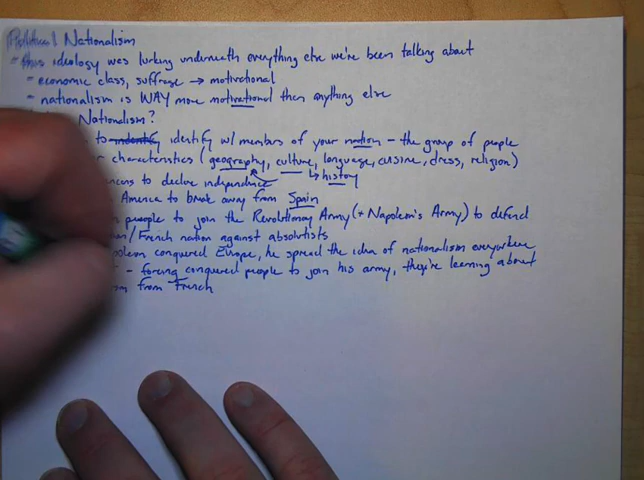 Political Nationalism
- this ideology was lurking underneath everything else we've been talking about
- economic class, suffrage → motivational
- nationalism is WAY more motivational then anything else
Nationalism?
to indentify identify w/ members of your nation - the group of people
characteristics (geography, culture, language, cuisine, dress, religion)
to declare independence ↳ history
America to break away from Spain
people to join the Revolutionary Army (+ Napoleon's Army) to defend
/French nation against absolutists
conquered Europe, he spread the idea of nationalism everywhere
- forcing conquered people to join his army, they're learning about
from French